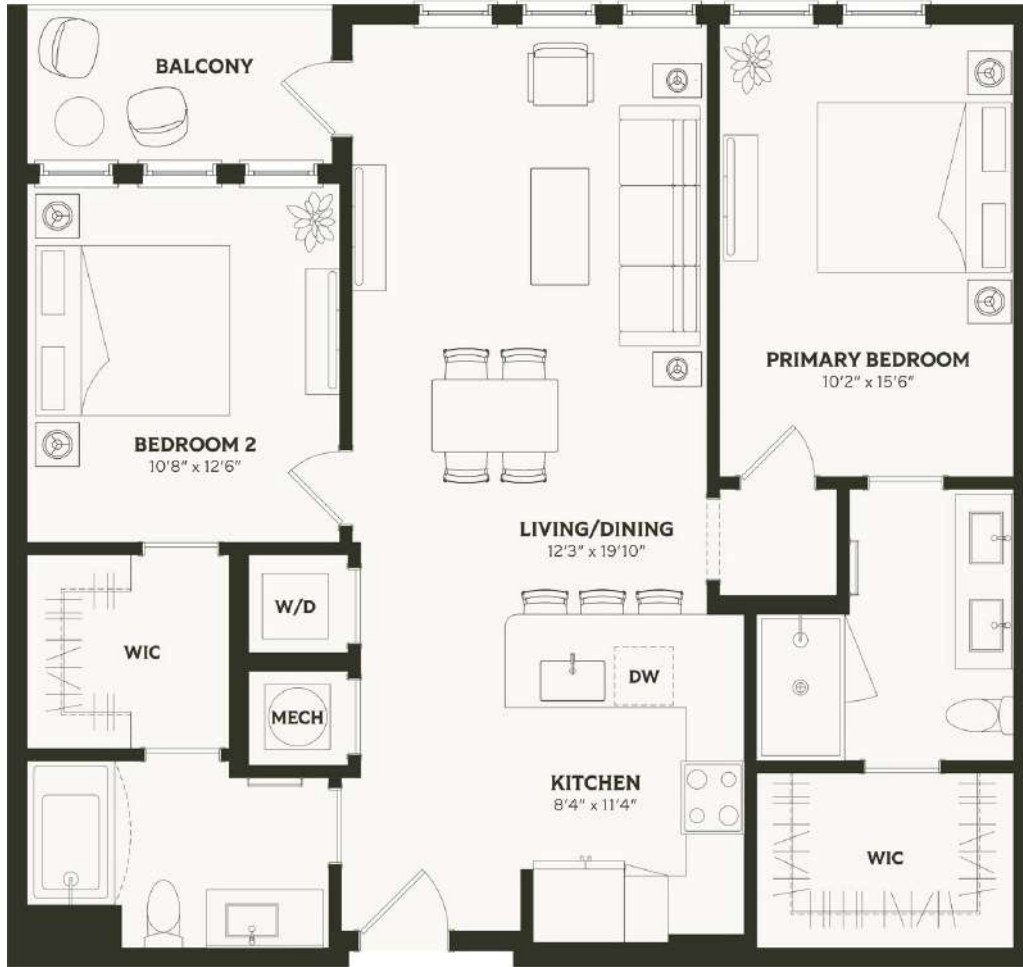 BALCONY
PRIMARY BEDROOM
10'2" x 15'6"
BEDROOM 2
10'8" x 12'6"
LIVING/DINING
12'3" x 19'10"
W/D
WIC
DW
MECH
KITCHEN
8'4" x 11'4"
WIC